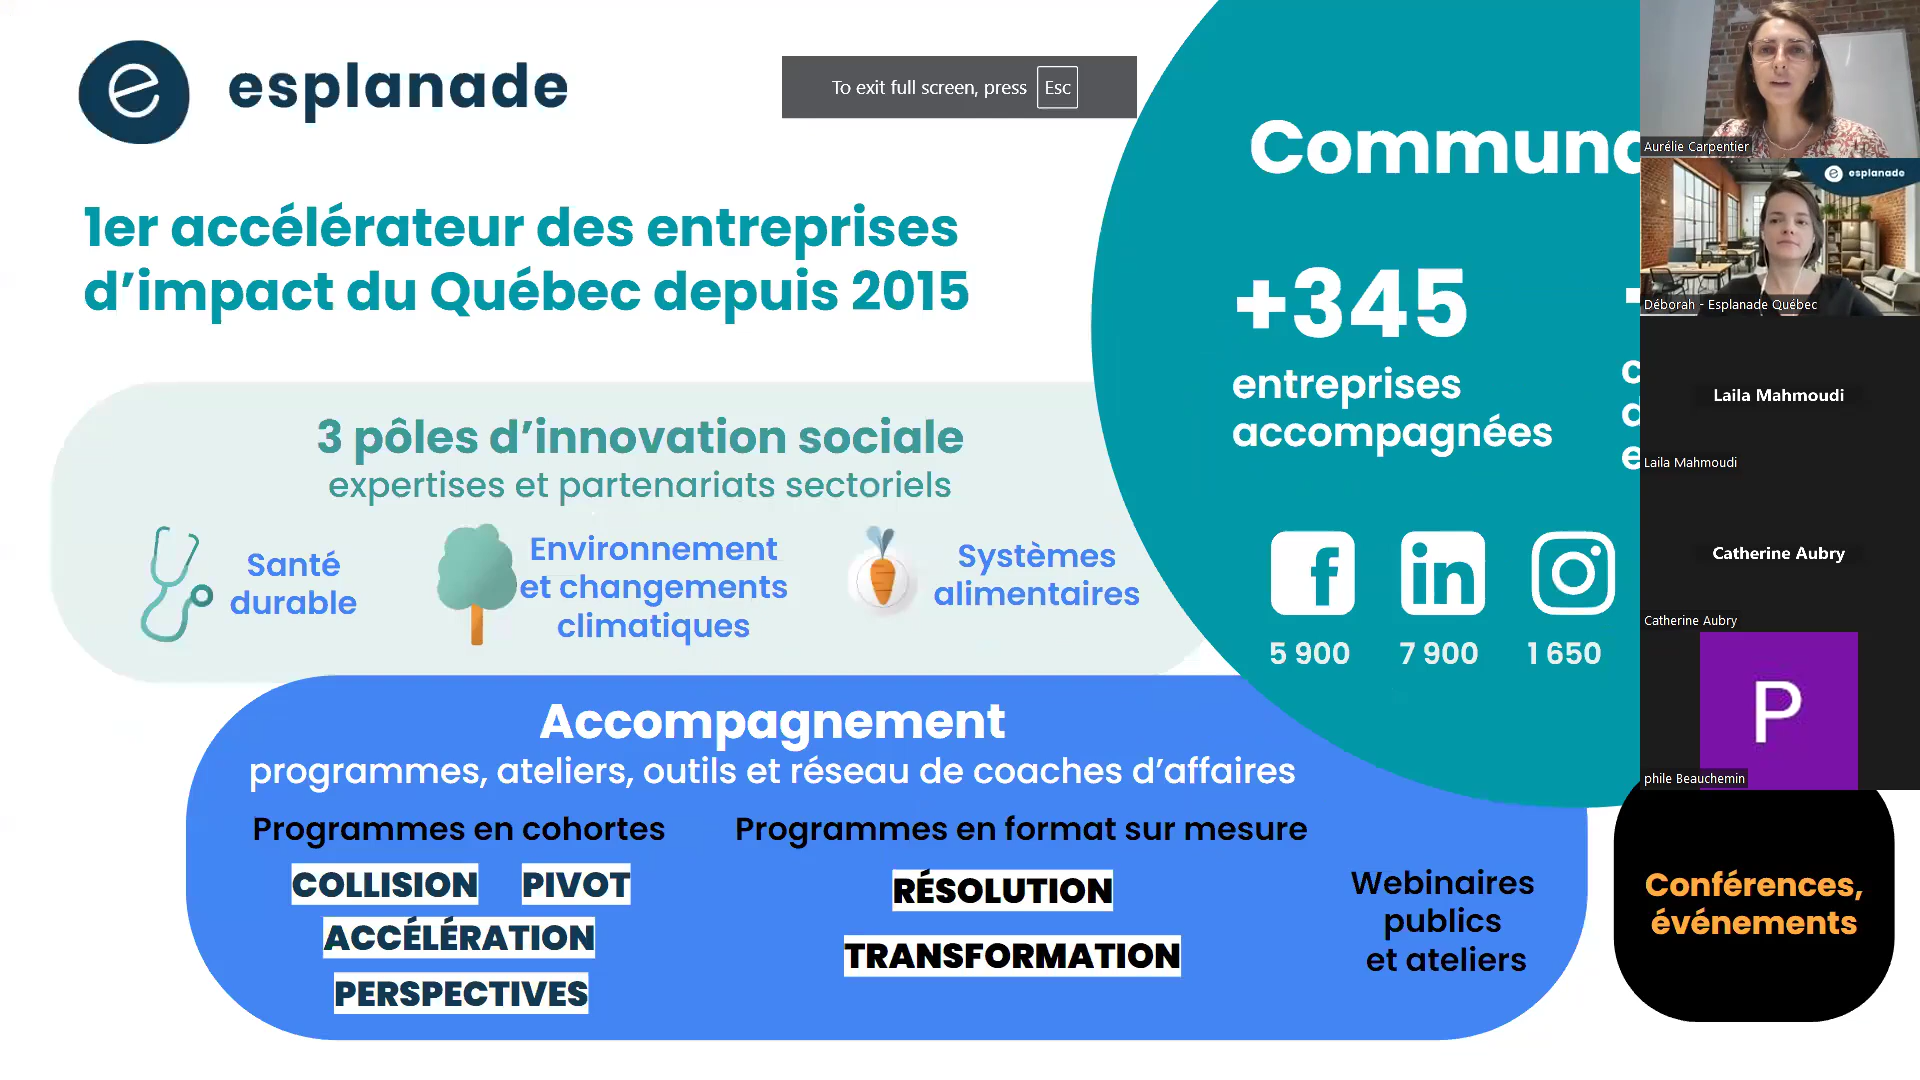 esplanade
To exit full screen, press Esc
1er accélérateur des entreprises
d’impact du Québec depuis 2015
3 pôles d’innovation sociale
expertises et partenariats sectoriels
Santé
durable
Environnement
et changements
climatiques
Systèmes
alimentaires
+345
entreprises
accompagnées
5 900
7 900
1 650
Accompagnement
programmes, ateliers, outils et réseau de coaches d’affaires
Programmes en cohortes
COLLISION
PIVOT
ACCÉLÉRATION
PERSPECTIVES
Programmes en format sur mesure
RÉSOLUTION
TRANSFORMATION
Webinaires
publics
et ateliers
Conférences,
événements
Aurélie Carpentier
esplanade
Déborah - Esplanade Québec
Laila Mahmoudi
Laila Mahmoudi
Catherine Aubry
Catherine Aubry
P
phile Beauchemin